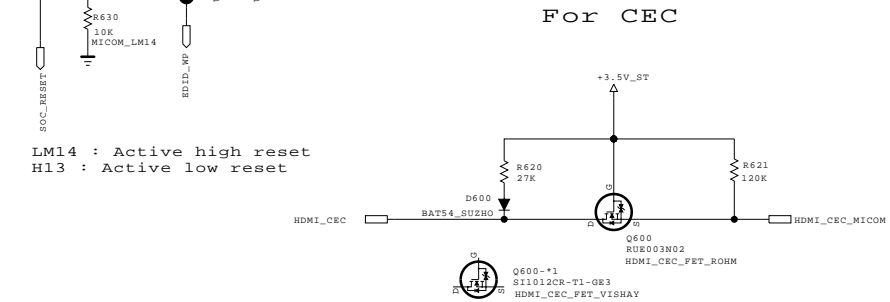 For CEC
R630
10K
MICOM_LM14
SOC_RESET
EDID_WP
+3.5V_ST
LM14 : Active high reset
H13 : Active low reset
R620
27K
R621
120K
G
D600
BAT54_SUZHO
HDMI_CEC
D
S
HDMI_CEC_MICOM
Q600
RUE003N02
HDMI_CEC_FET_ROHM
G
D
S
Q600-*1
SI1012CR-T1-GE3
HDMI_CEC_FET_VISHAY